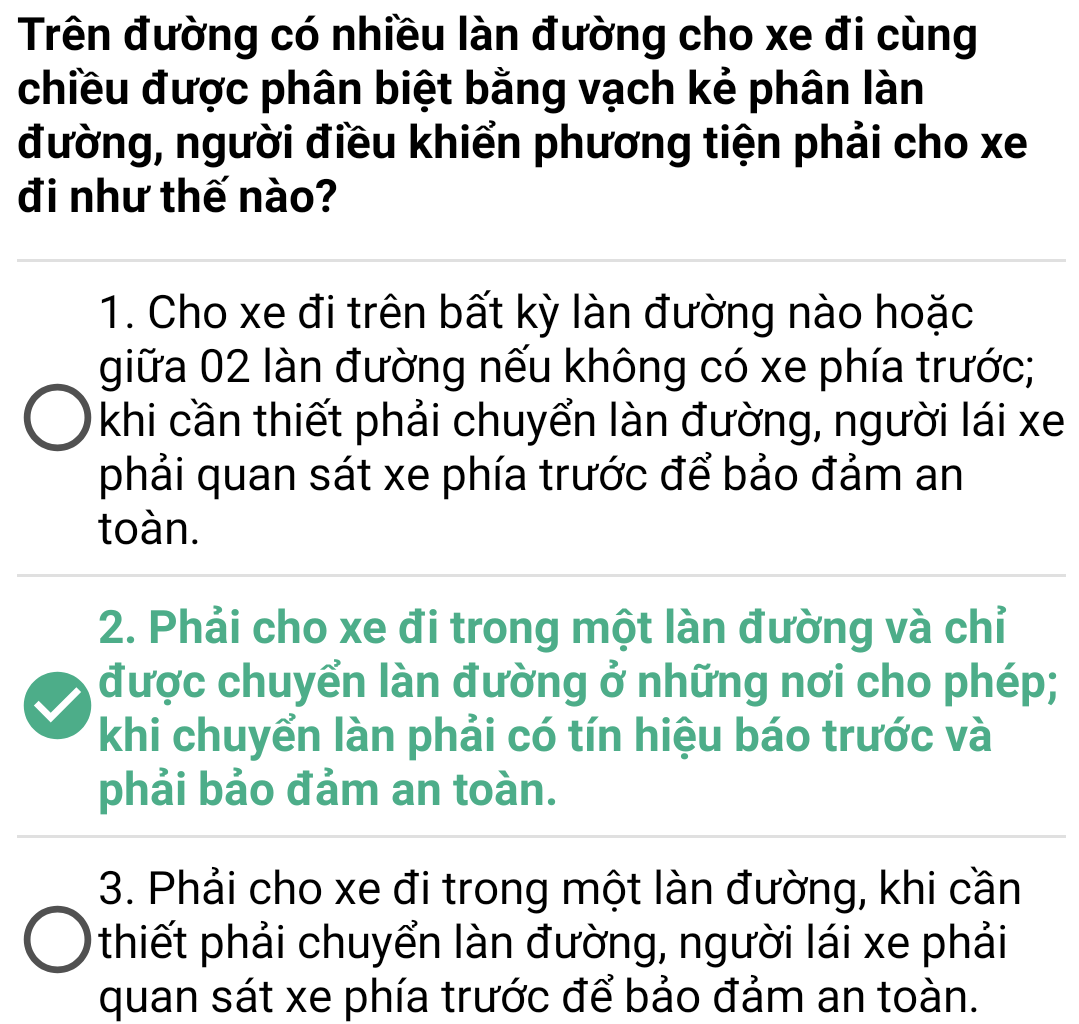 Trên đường có nhiều làn đường cho xe đi cùng
chiều được phân biệt bằng vạch kẻ phân làn
đường, người điều khiển phương tiện phải cho xe
đi như thế nào?
1. Cho xe đi trên bất kỳ làn đường nào hoặc
giữa 02 làn đường nếu không có xe phía trước;
khi cần thiết phải chuyển làn đường, người lái xe
phải quan sát xe phía trước để bảo đảm an
toàn.
2. Phải cho xe đi trong một làn đường và chỉ
được chuyển làn đường ở những nơi cho phép;
khi chuyển làn phải có tín hiệu báo trước và
phải bảo đảm an toàn.
3. Phải cho xe đi trong một làn đường, khi cần
thiết phải chuyển làn đường, người lái xe phải
quan sát xe phía trước để bảo đảm an toàn.